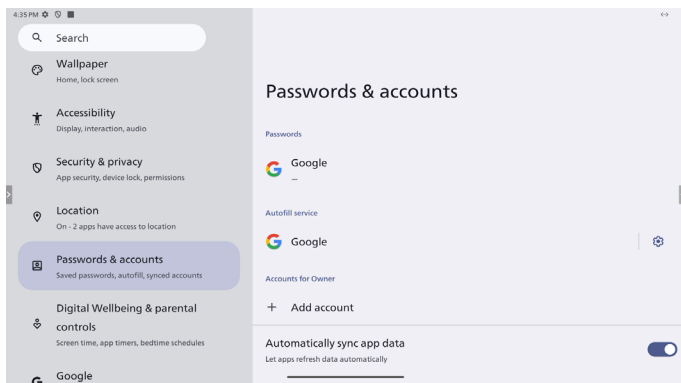 4:35 PM
Search
Wallpaper
Home, lock screen
Accessibility
Display, interaction, audio
Security & privacy
App security, device lock, permissions
Location
On - 2 apps have access to location
Passwords & accounts
Saved passwords, autofill, synced accounts
Digital Wellbeing & parental
controls
Screen time, app timers, bedtime schedules
Google
Passwords & accounts
Passwords
Google
—
Autofill service
Google
Accounts for Owner
+ Add account
Automatically sync app data
Let apps refresh data automatically